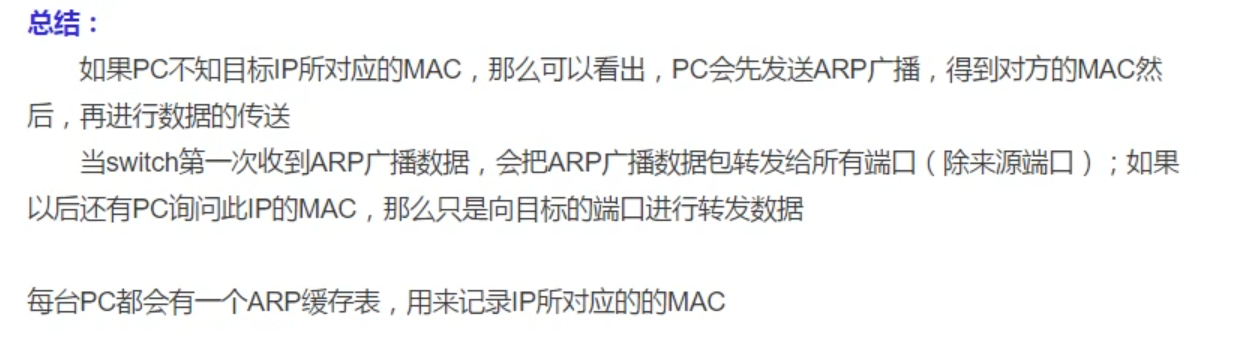 总结：
如果PC不知目标IP所对应的MAC，那么可以看出，PC会先发送ARP广播，得到对方的MAC然
后，再进行数据的传送
当switch第一次收到ARP广播数据，会把ARP广播数据包转发给所有端口（除来源端口）；如果
以后还有PC询问此IP的MAC，那么只是向目标的端口进行转发数据
每台PC都会有一个ARP缓存表，用来记录IP所对应的的MAC